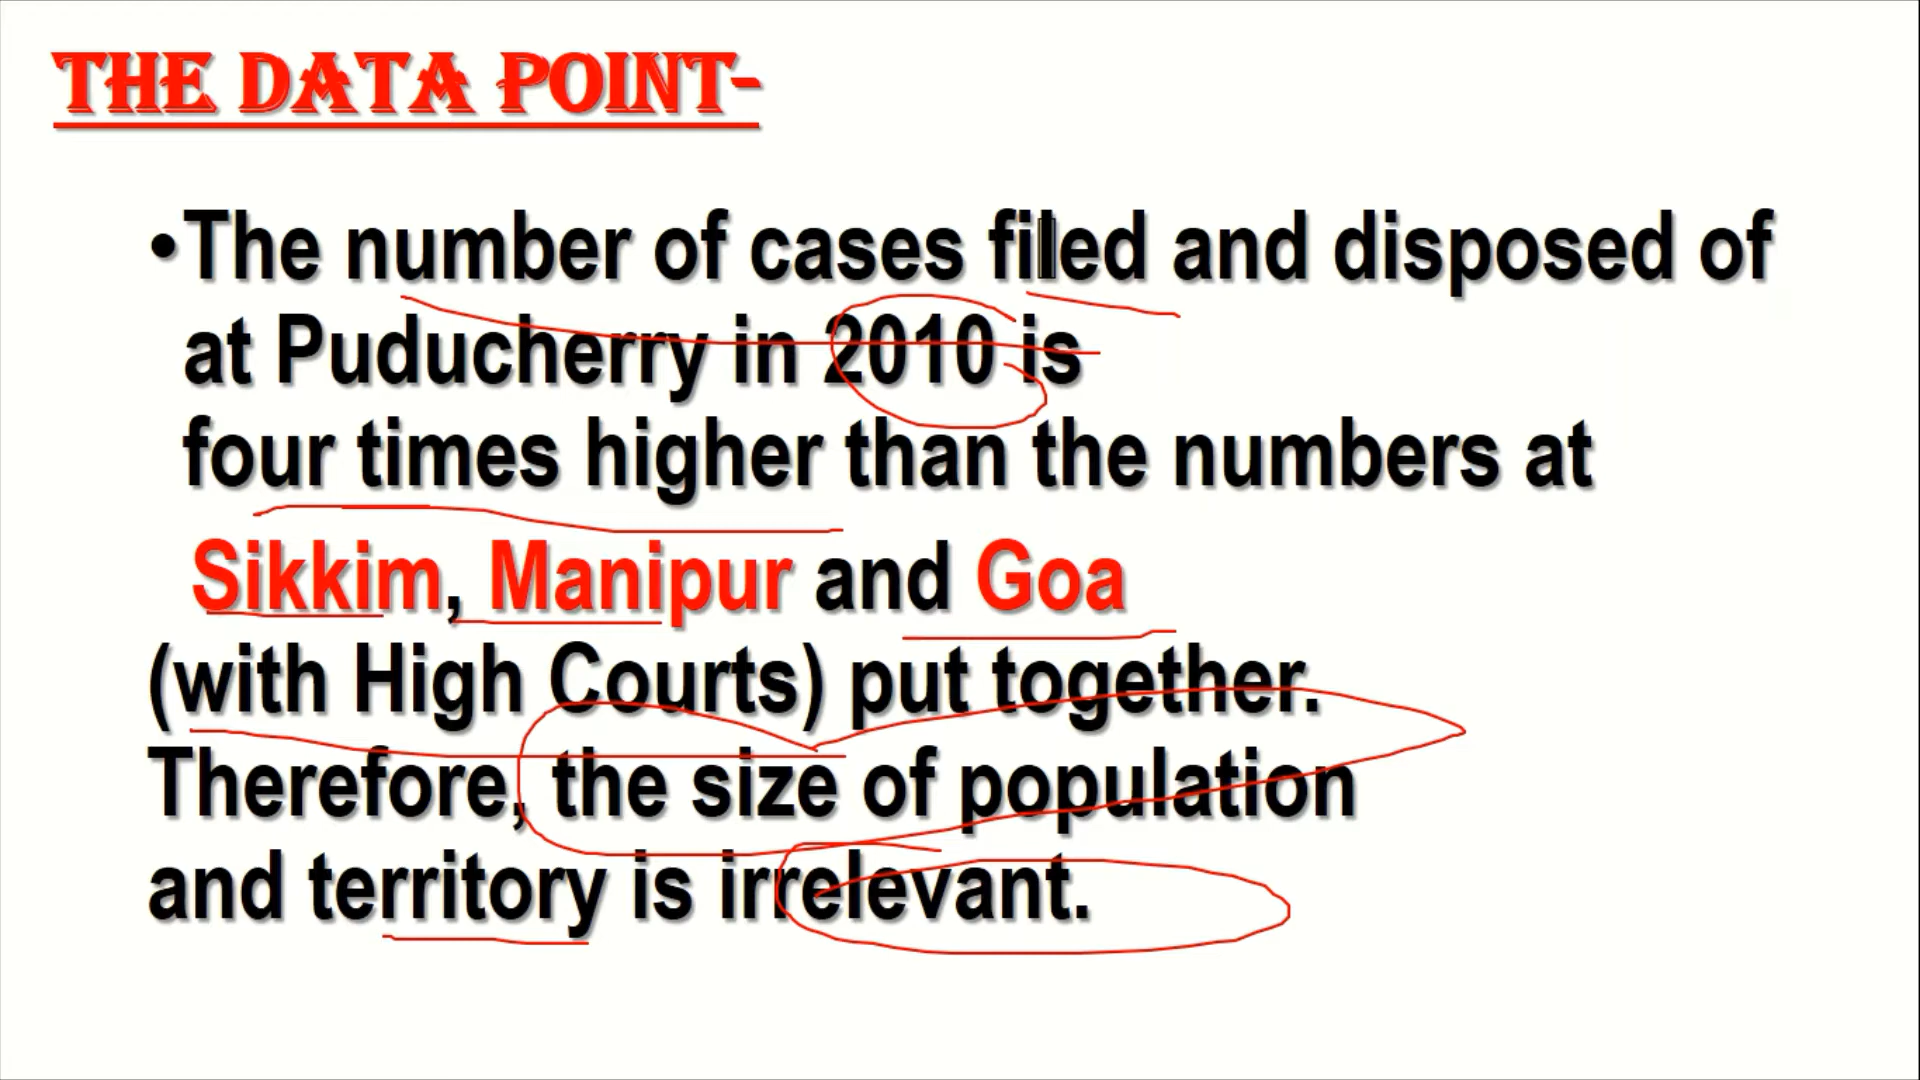 THE DATA POINT-
•The number of cases filed and disposed of
at Puducherry in 2010 is
four times higher than the numbers at
Sikkim, Manipur and Goa
(with High Courts) put together.
Therefore, the size of population
and territory is irrelevant.